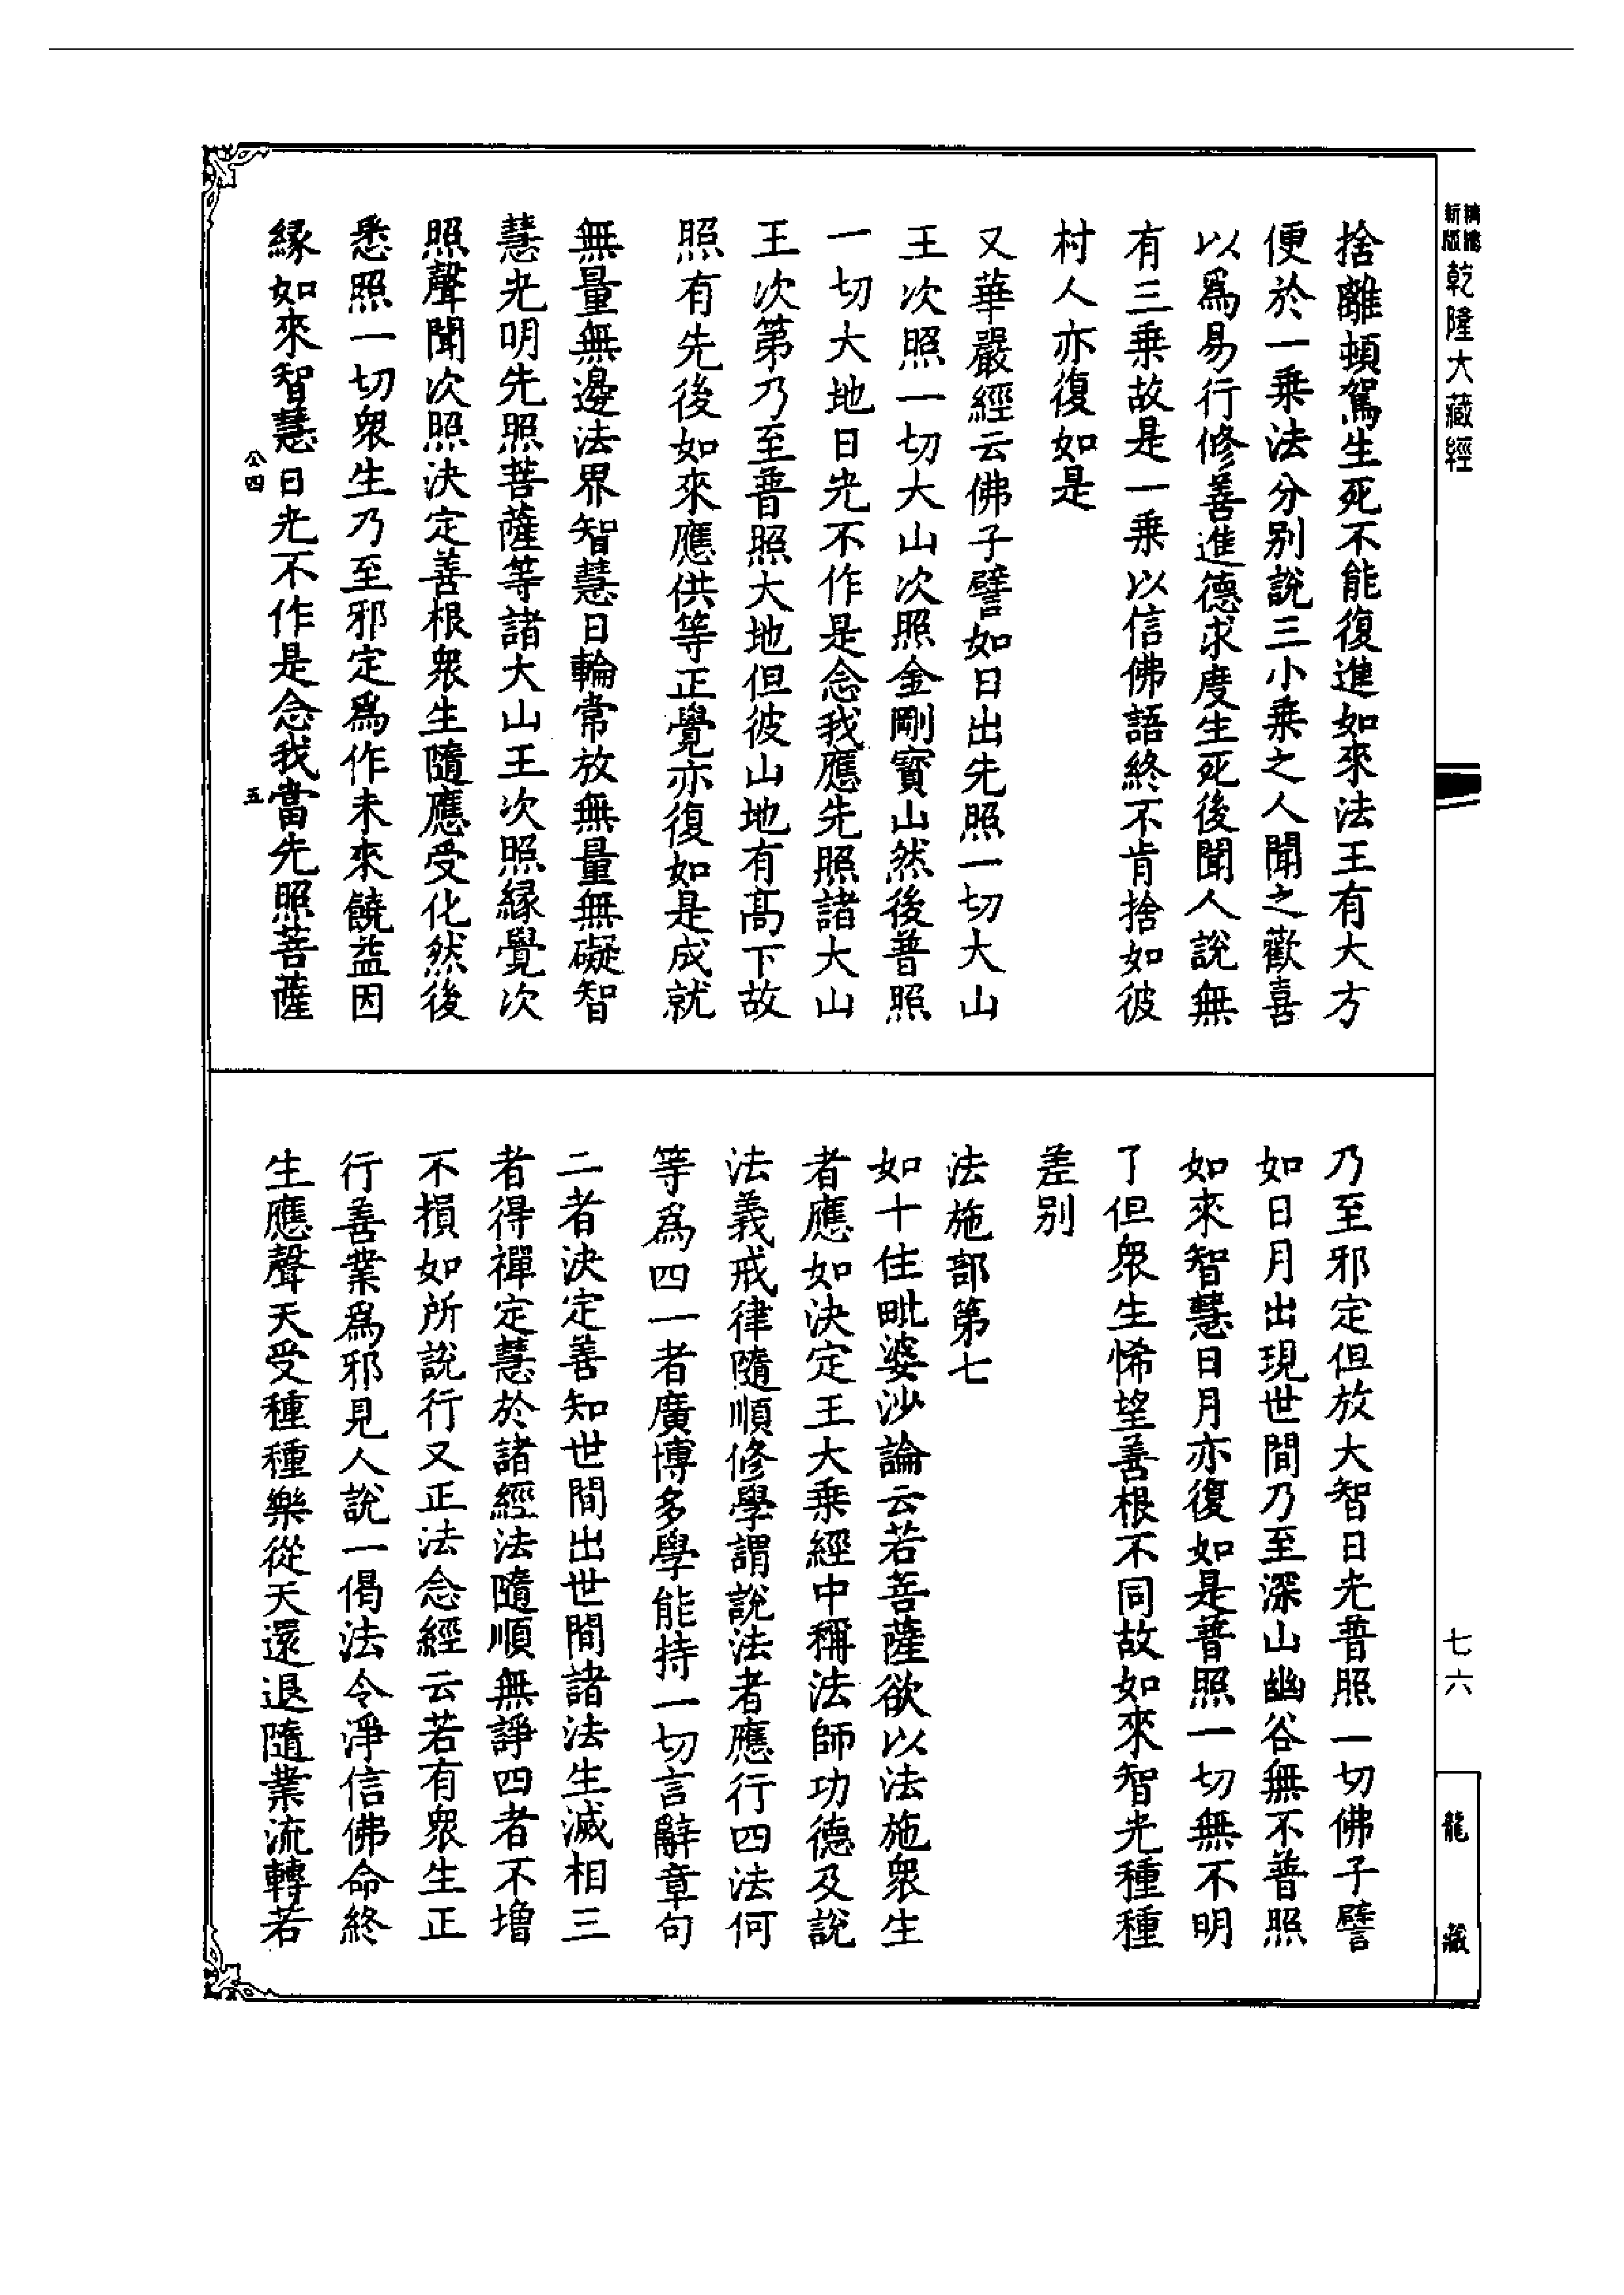 新版
乾隆大藏經
七六
龍藏
捨離頓駕生死不能復進如來法王有大方
便於一乗法分别說三小乗之人聞之歡喜
以爲易行修善進德求度生死後聞人說無
有三乗故是一乗以信佛語終不肯捨如彼
村人亦復如是
又華嚴經云佛子譬如日出先照一切大山
王次照一切大山次照金剛寳山然後普照
一切大地日光不作是念我應先照諸大山
王次第乃至普照大地但彼山地有髙下故
照有先後如來應供等正覺亦復如是成就
無量無邊法界智慧日輪常放無量無礙智
慧光明先照菩薩等諸大山王次照縁覺次
照聲聞次照決定善根衆生隨應受化然後
悉照一切衆生乃至邪定爲作未來饒益因
縁如來智慧日光不作是念我當先照菩薩
公四
五
乃至邪定但放大智日光普照一切佛子譬
如日月出現世間乃至深山幽谷無不普照
如來智慧日月亦復如是普照一切無不明
了但衆生悕望善根不同故如來智光種種
差别
法施部第七
如十住毗婆沙論云若菩薩欲以法施衆生
者應如決定王大乗經中稱法師功德及說
法義戒律隨順修學謂說法者應行四法何
等爲四一者廣博多學能持一切言辭章句
二者決定善知世間出世間諸法生滅相三
者得禪定慧於諸經法隨順無諍四者不增
不損如所說行又正法念經云若有衆生正
行善業爲邪見人說一偈法令淨信佛命終
生應聲天受種種樂從天還退隨業流轉若